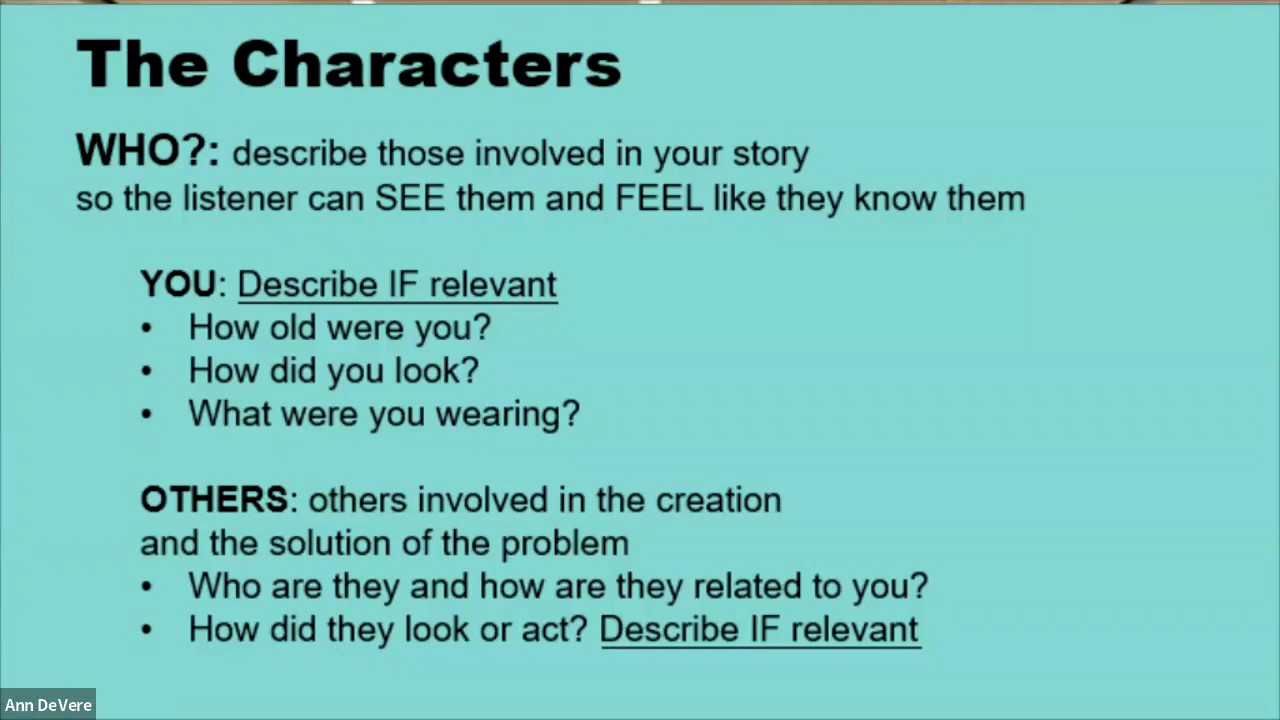 The Characters
WHO?: describe those involved in your story
so the listener can SEE them and FEEL like they know them
YOU: Describe IF relevant
• How old were you?
• How did you look?
• What were you wearing?
OTHERS: others involved in the creation
and the solution of the problem
• Who are they and how are they related to you?
• How did they look or act? Describe IF relevant
Ann DeVere